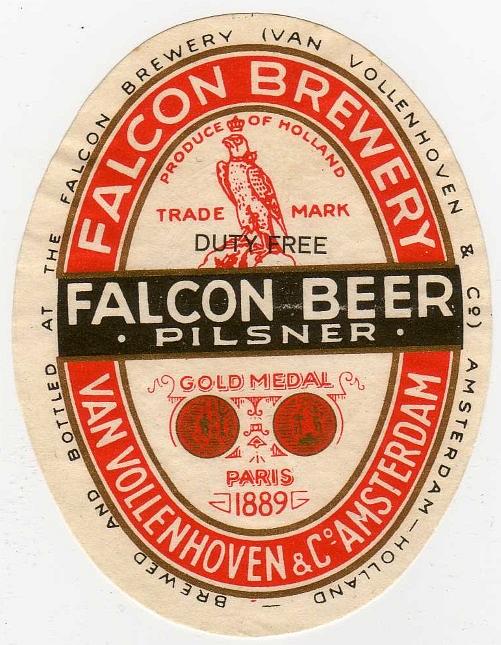 BREWED AND BOTTLED AT THE FALCON BREWERY (VAN VOLLENHOVEN & Co) AMSTERDAM — HOLLAND —
FALCON BREWERY
PRODUCE OF HOLLAND
TRADE MARK
DUTY FREE
FALCON BEER
· PILSNER ·
GOLD MEDAL
PARIS
1889
VAN VOLLENHOVEN & Co AMSTERDAM